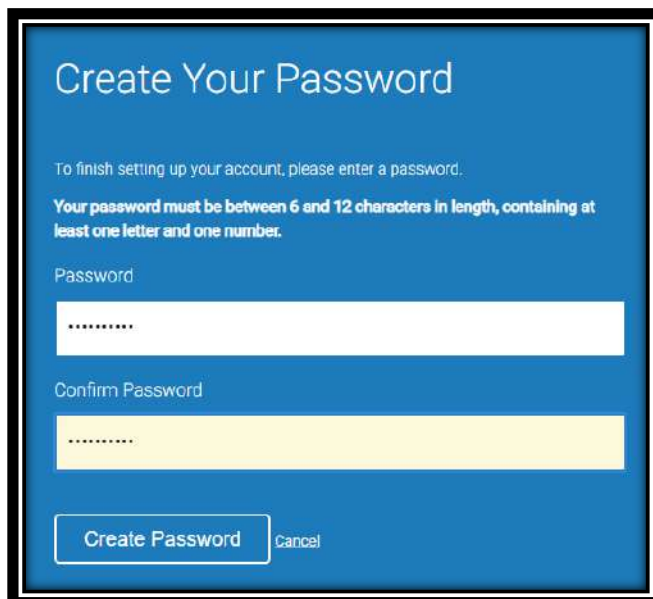 Create Your Password
To finish setting up your account, please enter a password.
Your password must be between 6 and 12 characters in length, containing at
least one letter and one number.
Password
..........
Confirm Password
..........
Create Password Cancel